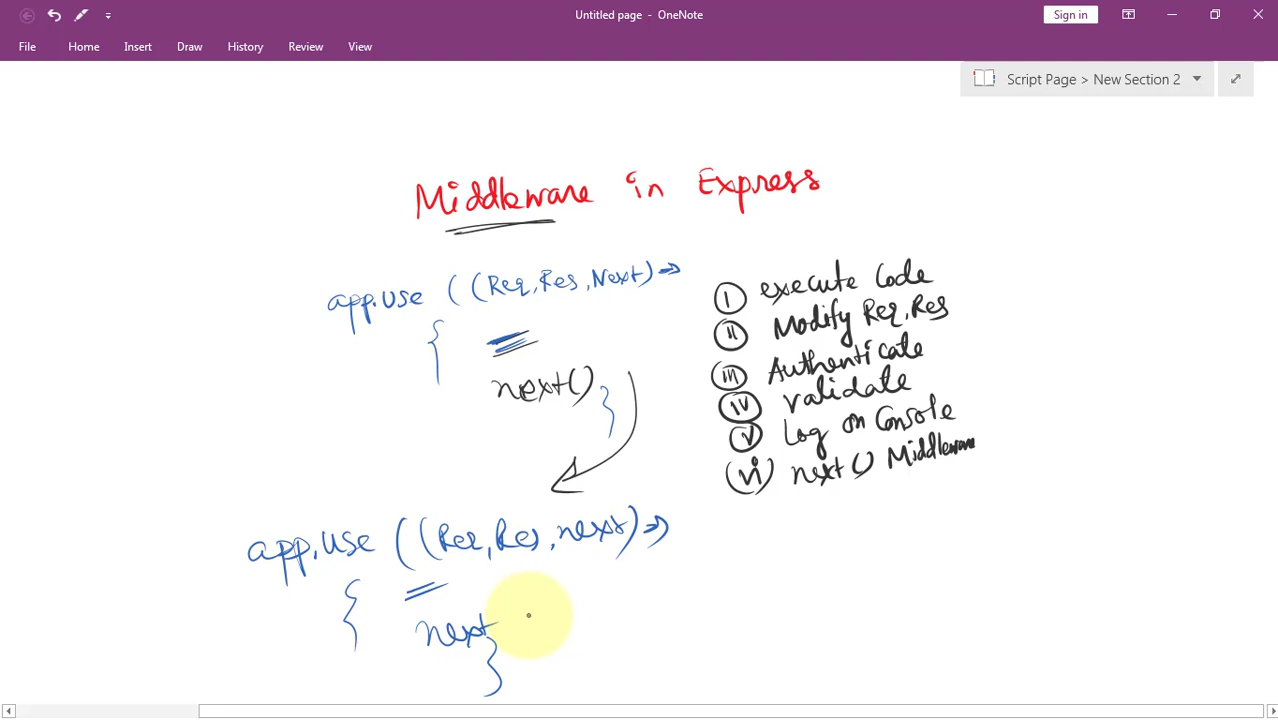 Untitled page - OneNote
Sign in
File Home Insert Draw History Review View
Script Page > New Section 2
Middleware in Express
app.use ((Req,Res,Next)=>
{
next()
}
i execute Code
ii Modify Req,Res
iii Authenticate
iv validate
v Log on Console
vi next() Middleware
app.use ((Req,Res,next)=>
{
next
}